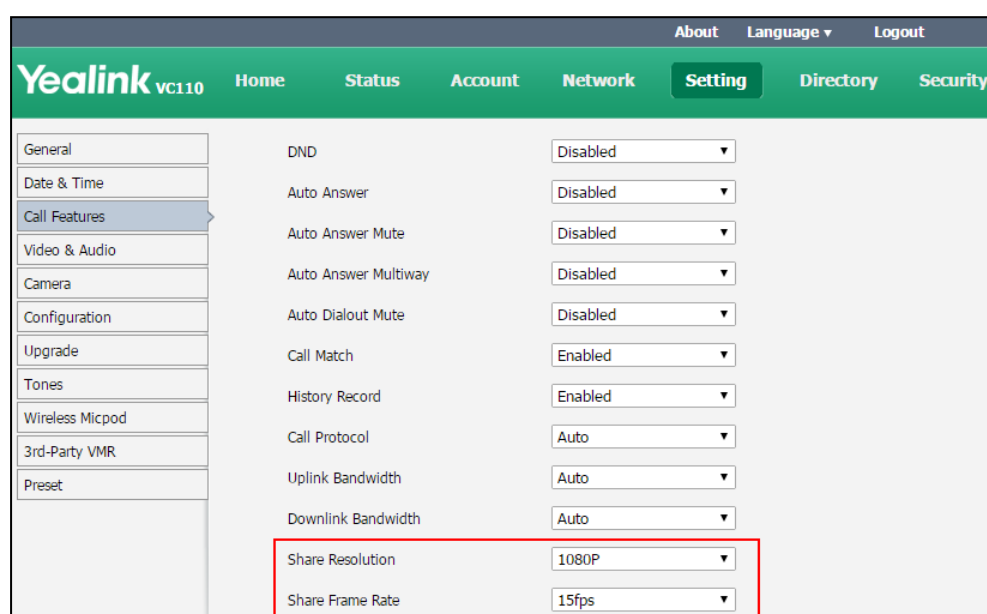 About Language ▾ Logout
Yealink VC110 Home Status Account Network Setting Directory Security
General
Date & Time
Call Features
Video & Audio
Camera
Configuration
Upgrade
Tones
Wireless Micpod
3rd-Party VMR
Preset
DND Disabled
Auto Answer Disabled
Auto Answer Mute Disabled
Auto Answer Multiway Disabled
Auto Dialout Mute Disabled
Call Match Enabled
History Record Enabled
Call Protocol Auto
Uplink Bandwidth Auto
Downlink Bandwidth Auto
Share Resolution 1080P
Share Frame Rate 15fps